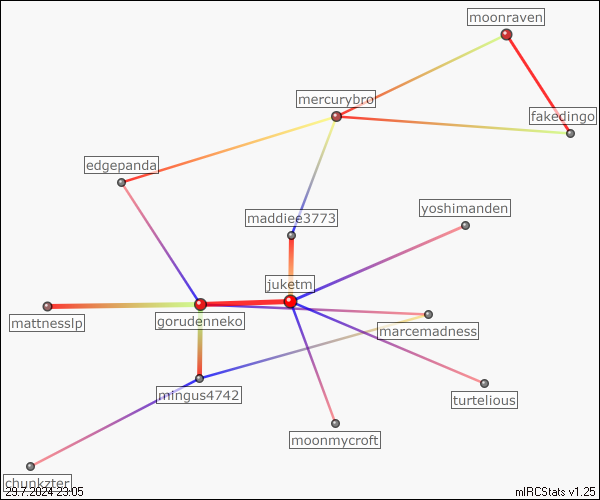 moonraven
mercurybro
fakedingo
edgepanda
yoshimanden
maddiee3773
juketm
mattnesslp
gorudenneko
marcemadness
mingus4742
turtelious
moonmycroft
chunkzter
29.7.2024 23:05
mIRCStats v1.25